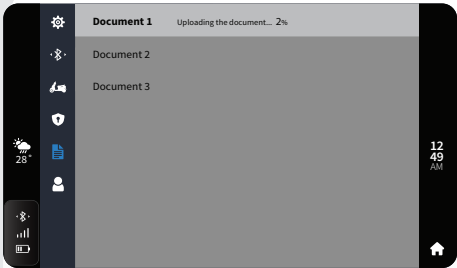 Document 1 Uploading the document... 2%
Document 2
Document 3
28°
12
49
AM